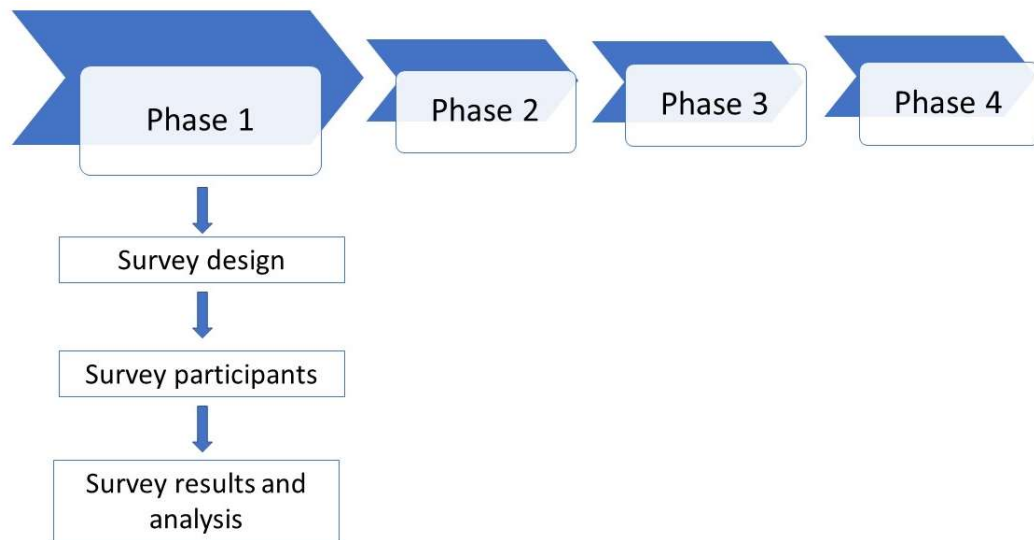 Phase 1
Phase 2
Phase 3
Phase 4
Survey design
Survey participants
Survey results and
analysis